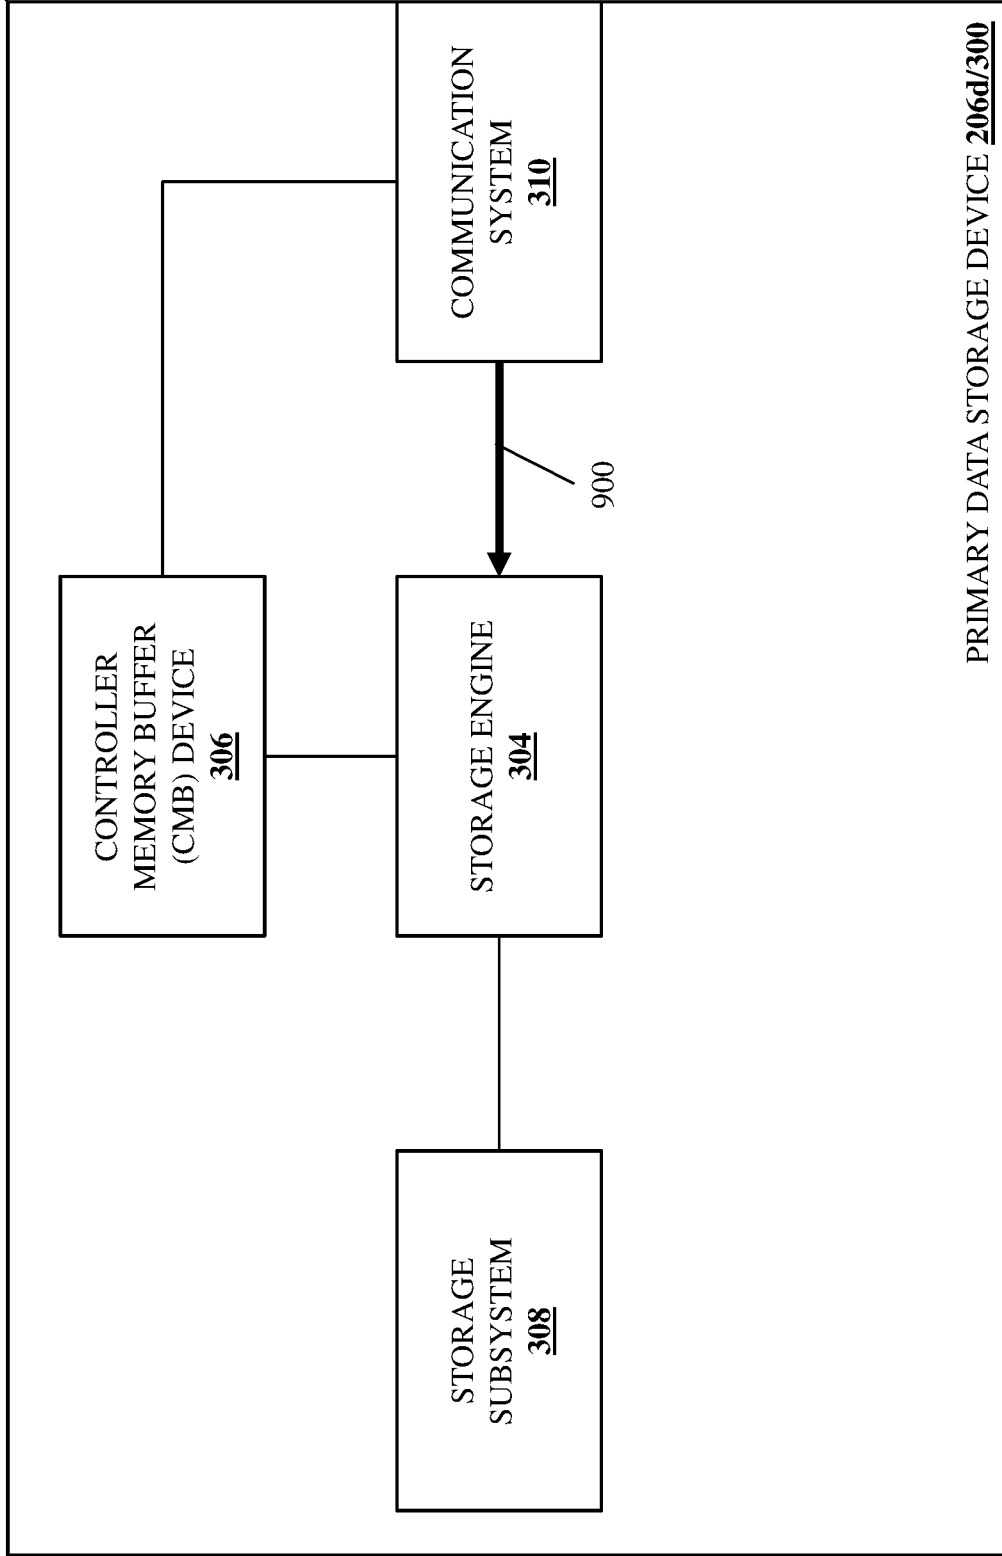 CONTROLLER
MEMORY BUFFER
(CMB) DEVICE
306
STORAGE
SUBSYSTEM
308
STORAGE ENGINE
304
900
COMMUNICATION
SYSTEM
310
PRIMARY DATA STORAGE DEVICE 206d/300